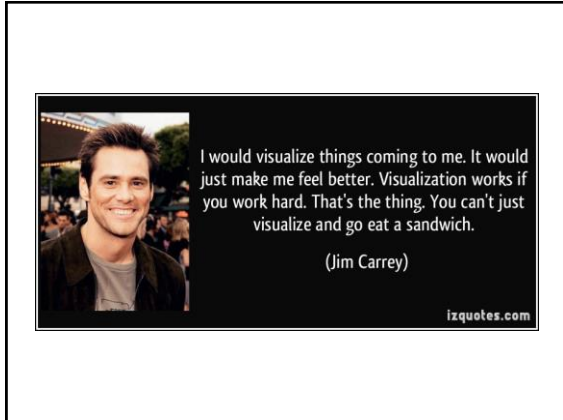 I would visualize things coming to me. It would
just make me feel better. Visualization works if
you work hard. That's the thing. You can't just
visualize and go eat a sandwich.
(Jim Carrey)
izquotes.com